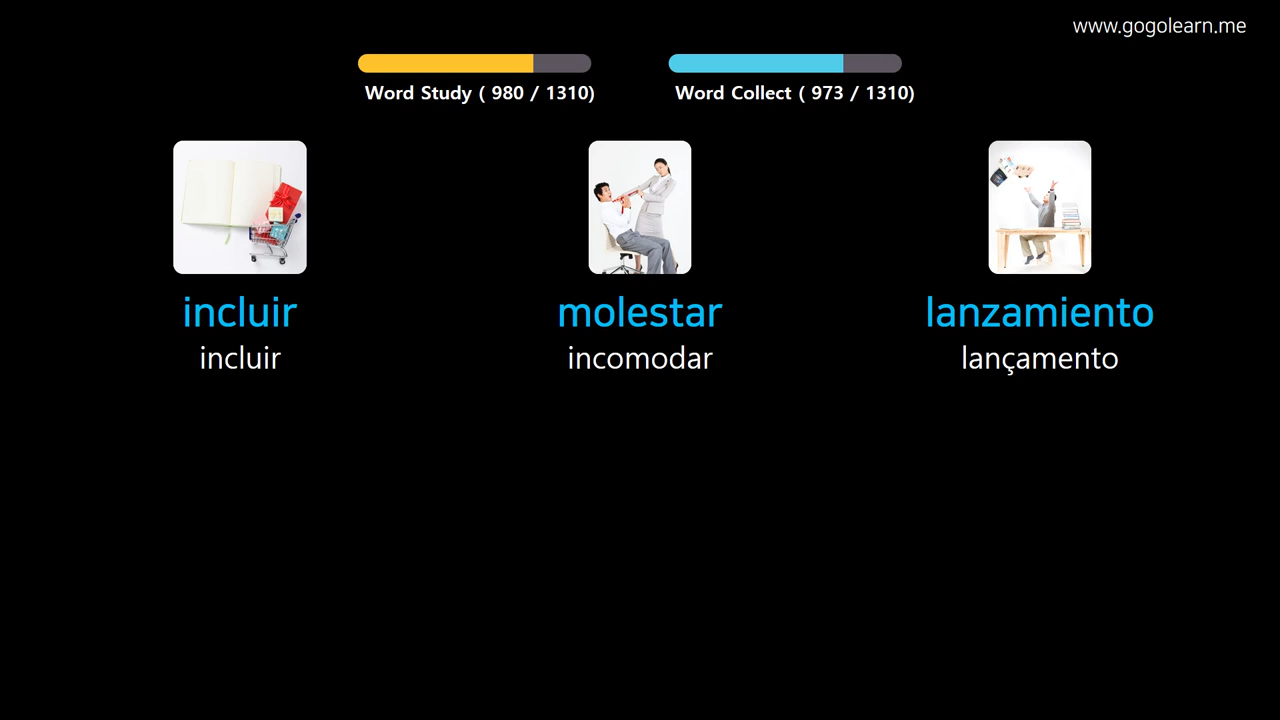 www.gogolearn.me
Word Study ( 980 / 1310)
Word Collect ( 973 / 1310)
incluir
incluir
molestar
incomodar
lanzamiento
lançamento